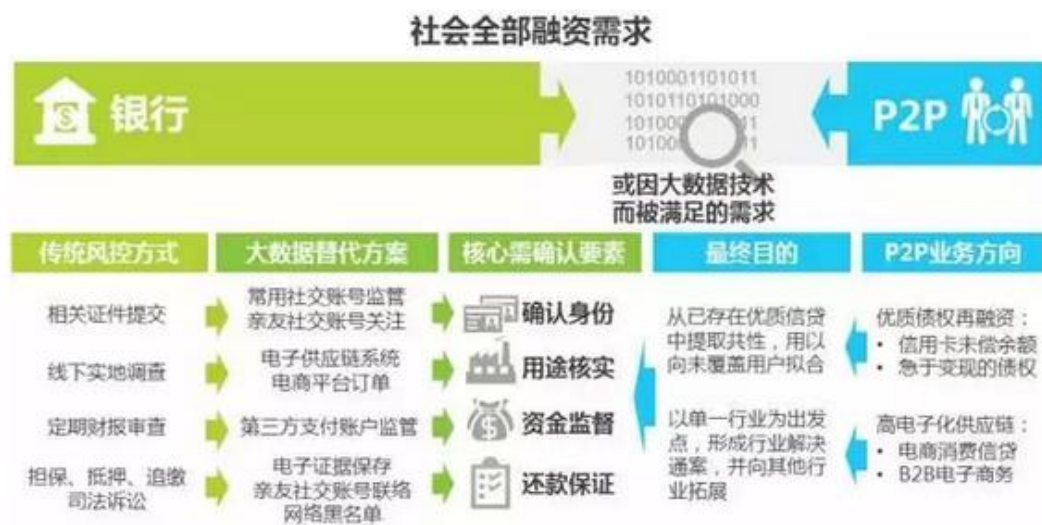 社会全部融资需求
银行
1010001101011
1010110101000
P2P
或因大数据技术
而被满足的需求
传统风控方式
大数据替代方案
核心需确认要素
最终目的
P2P业务方向
相关证件提交
常用社交账号监管
亲友社交账号关注
确认身份
从已存在优质信贷
中提取共性，用以
向未覆盖用户拟合
优质债权再融资：
• 信用卡未偿余额
• 急于变现的债权
线下实地调查
电子供应链系统
电商平台订单
用途核实
定期财报审查
第三方支付账户监管
资金监督
以单一行业为出发
点，形成行业解决
通案，并向其他行
业拓展
高电子化供应链：
• 电商消费信贷
• B2B电子商务
担保、抵押、追缴
司法诉讼
电子证据保存
亲友社交账号联络
网络黑名单
还款保证